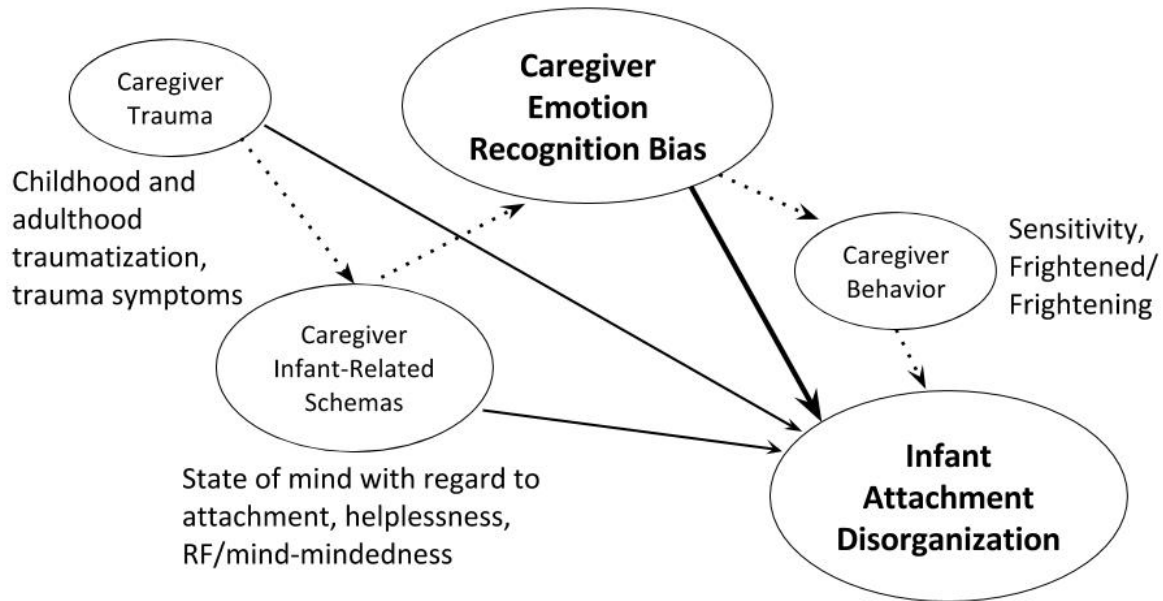 Caregiver
Trauma
Childhood and
adulthood
traumatization,
trauma symptoms
Caregiver
Emotion
Recognition Bias
Caregiver
Infant-Related
Schemas
State of mind with regard to
attachment, helplessness,
RF/mind-mindedness
Caregiver
Behavior
Sensitivity,
Frightened/
Frightening
Infant
Attachment
Disorganization